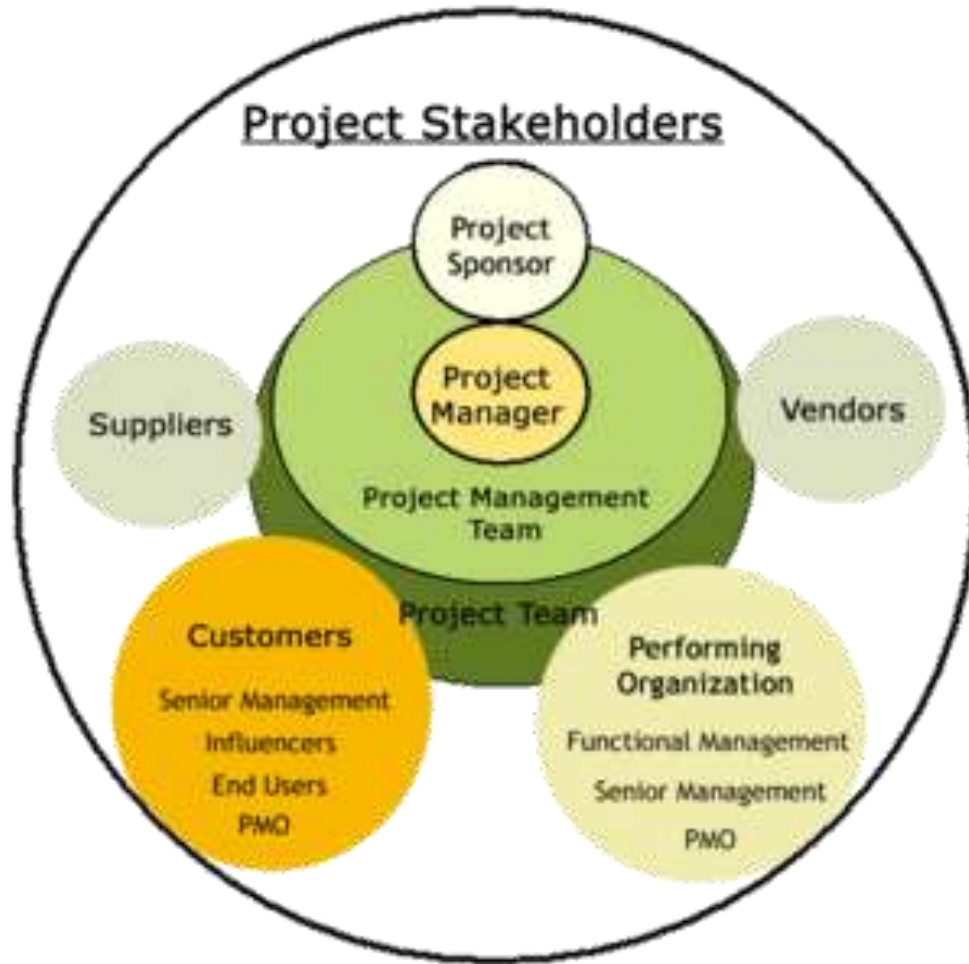 Project Stakeholders
Project
Sponsor
Project
Manager
Suppliers
Vendors
Project Management
Team
Project Team
Customers
Senior Management
Influencers
End Users
PMO
Performing
Organization
Functional Management
Senior Management
PMO